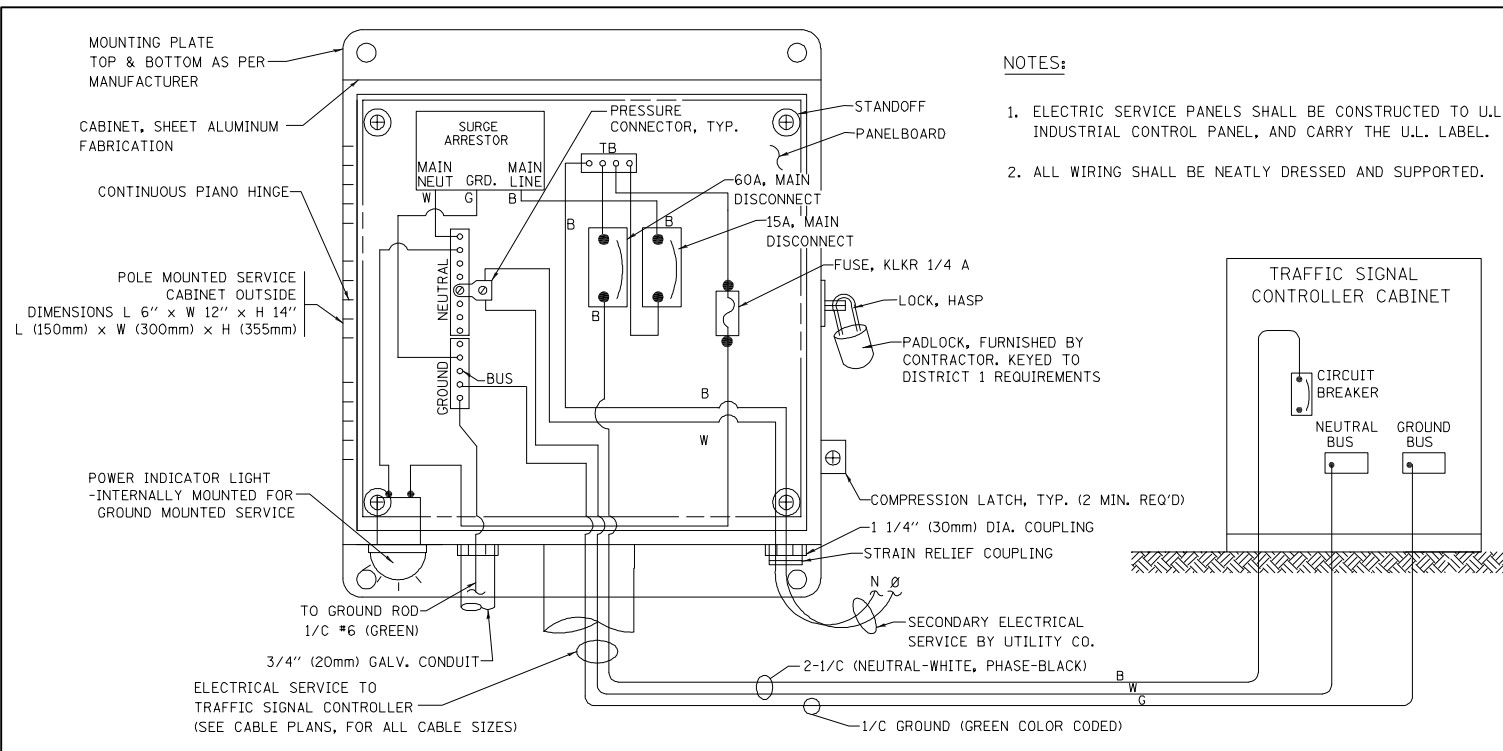 MOUNTING PLATE
TOP & BOTTOM AS PER
MANUFACTURER
CABINET, SHEET ALUMINUM
FABRICATION
CONTINUOUS PIANO HINGE
POLE MOUNTED SERVICE
CABINET OUTSIDE
DIMENSIONS L 6" x W 12" x H 14"
L (150mm) x W (300mm) x H (355mm)
POWER INDICATOR LIGHT
-INTERNALLY MOUNTED FOR
GROUND MOUNTED SERVICE
SURGE
ARRESTOR
MAIN
NEUT
GRD.
MAIN
LINE
W
G
B
PRESSURE
CONNECTOR, TYP.
TB
STANDOFF
PANELBOARD
60A, MAIN
DISCONNECT
15A, MAIN
DISCONNECT
B
B
B
FUSE, KLKR 1/4 A
NEUTRAL
GROUND
BUS
LOCK, HASP
PADLOCK, FURNISHED BY
CONTRACTOR. KEYED TO
DISTRICT 1 REQUIREMENTS
B
W
COMPRESSION LATCH, TYP. (2 MIN. REQ'D)
1 1/4" (30mm) DIA. COUPLING
STRAIN RELIEF COUPLING
N Ø
SECONDARY ELECTRICAL
SERVICE BY UTILITY CO.
TO GROUND ROD
1/C #6 (GREEN)
3/4" (20mm) GALV. CONDUIT
ELECTRICAL SERVICE TO
TRAFFIC SIGNAL CONTROLLER
(SEE CABLE PLANS, FOR ALL CABLE SIZES)
2-1/C (NEUTRAL-WHITE, PHASE-BLACK)
B
W
G
1/C GROUND (GREEN COLOR CODED)
NOTES:
1. ELECTRIC SERVICE PANELS SHALL BE CONSTRUCTED TO U.L
INDUSTRIAL CONTROL PANEL, AND CARRY THE U.L. LABEL.
2. ALL WIRING SHALL BE NEATLY DRESSED AND SUPPORTED.
TRAFFIC SIGNAL
CONTROLLER CABINET
CIRCUIT
BREAKER
NEUTRAL
BUS
GROUND
BUS